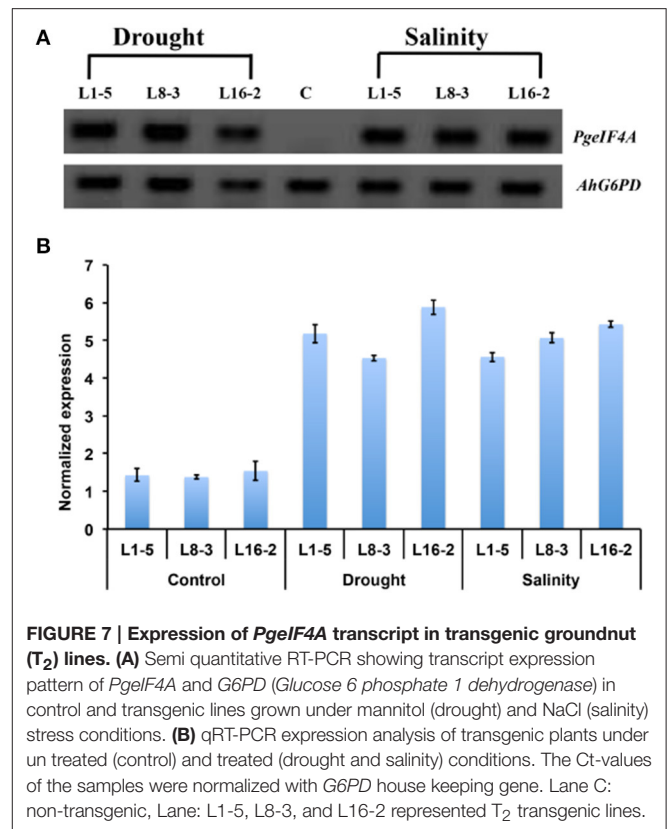 A
Drought Salinity
L1-5 L8-3 L16-2 C L1-5 L8-3 L16-2
PgeIF4A
AhG6PD
B
7
6
5
4
3
2
1
0
Normalized expression
L1-5 L8-3 L16-2 L1-5 L8-3 L16-2 L1-5 L8-3 L16-2
Control Drought Salinity
FIGURE 7 | Expression of PgeIF4A transcript in transgenic groundnut
(T₂) lines. (A) Semi quantitative RT-PCR showing transcript expression
pattern of PgeIF4A and G6PD (Glucose 6 phosphate 1 dehydrogenase) in
control and transgenic lines grown under mannitol (drought) and NaCl (salinity)
stress conditions. (B) qRT-PCR expression analysis of transgenic plants under
un treated (control) and treated (drought and salinity) conditions. The Ct-values
of the samples were normalized with G6PD house keeping gene. Lane C:
non-transgenic, Lane: L1-5, L8-3, and L16-2 represented T₂ transgenic lines.